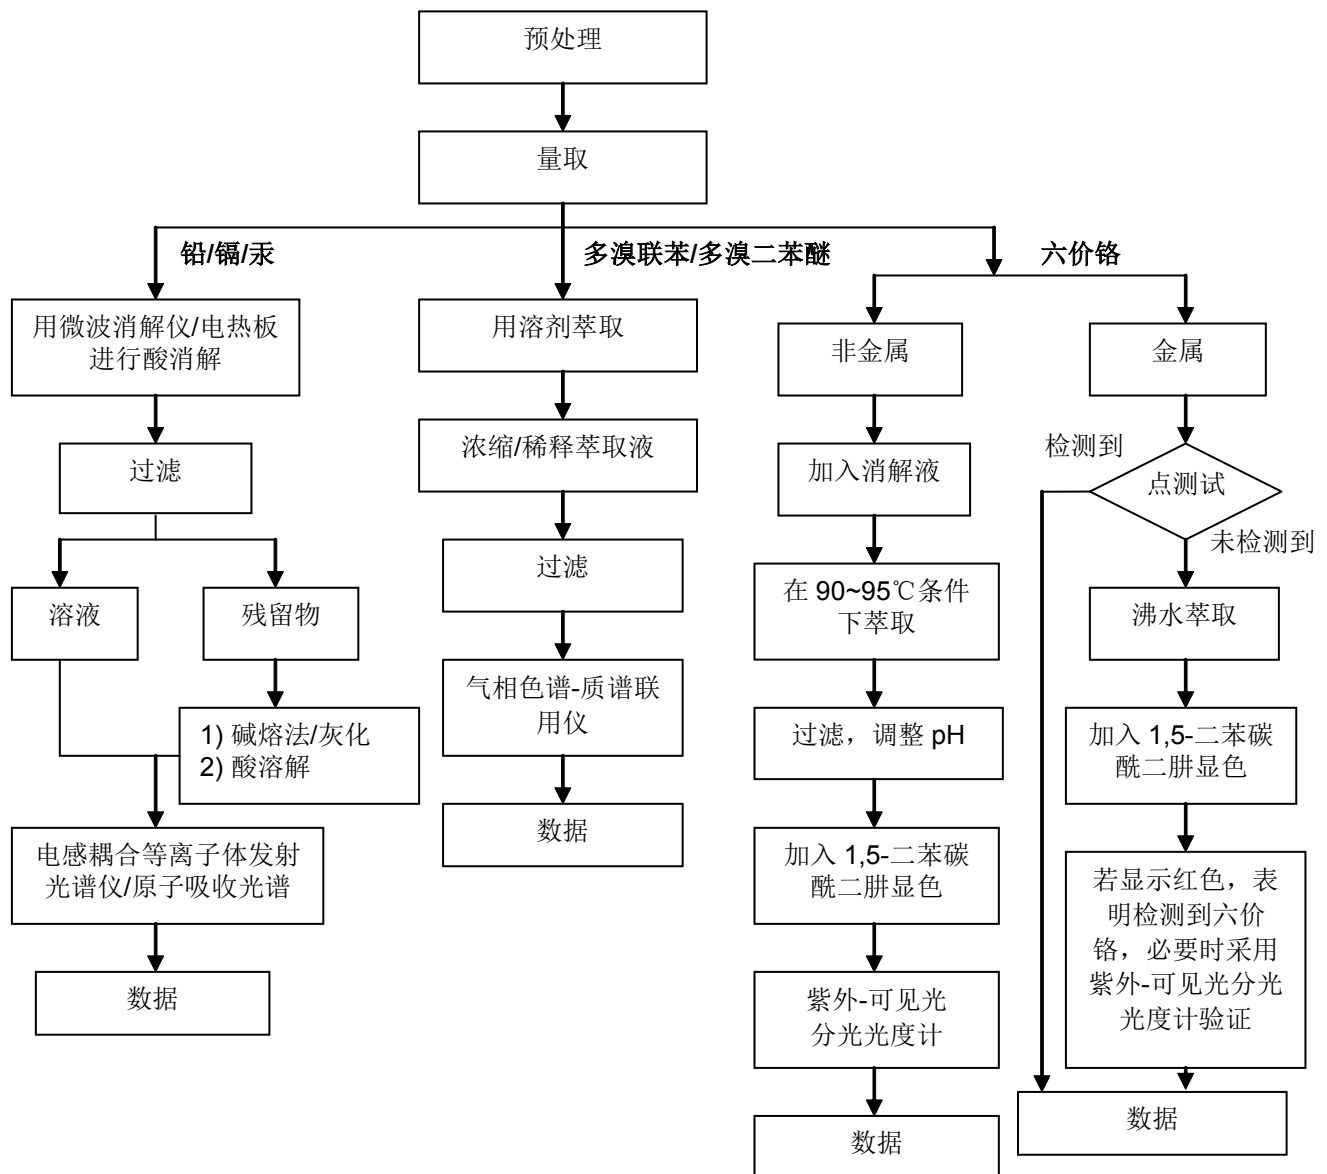 预处理
量取
铅/镉/汞
多溴联苯/多溴二苯醚
六价铬
用微波消解仪/电热板
进行酸消解
过滤
溶液
残留物
1) 碱熔法/灰化
2) 酸溶解
电感耦合等离子体发射
光谱仪/原子吸收光谱
数据
用溶剂萃取
浓缩/稀释萃取液
过滤
气相色谱-质谱联
用仪
数据
非金属
加入消解液
在 90~95℃条件
下萃取
过滤，调整 pH
加入 1,5-二苯碳
酰二肼显色
紫外-可见光
分光光度计
数据
金属
检测到
点测试
未检测到
沸水萃取
加入 1,5-二苯碳
酰二肼显色
若显示红色，表
明检测到六价
铬，必要时采用
紫外-可见光分光
光度计验证
数据